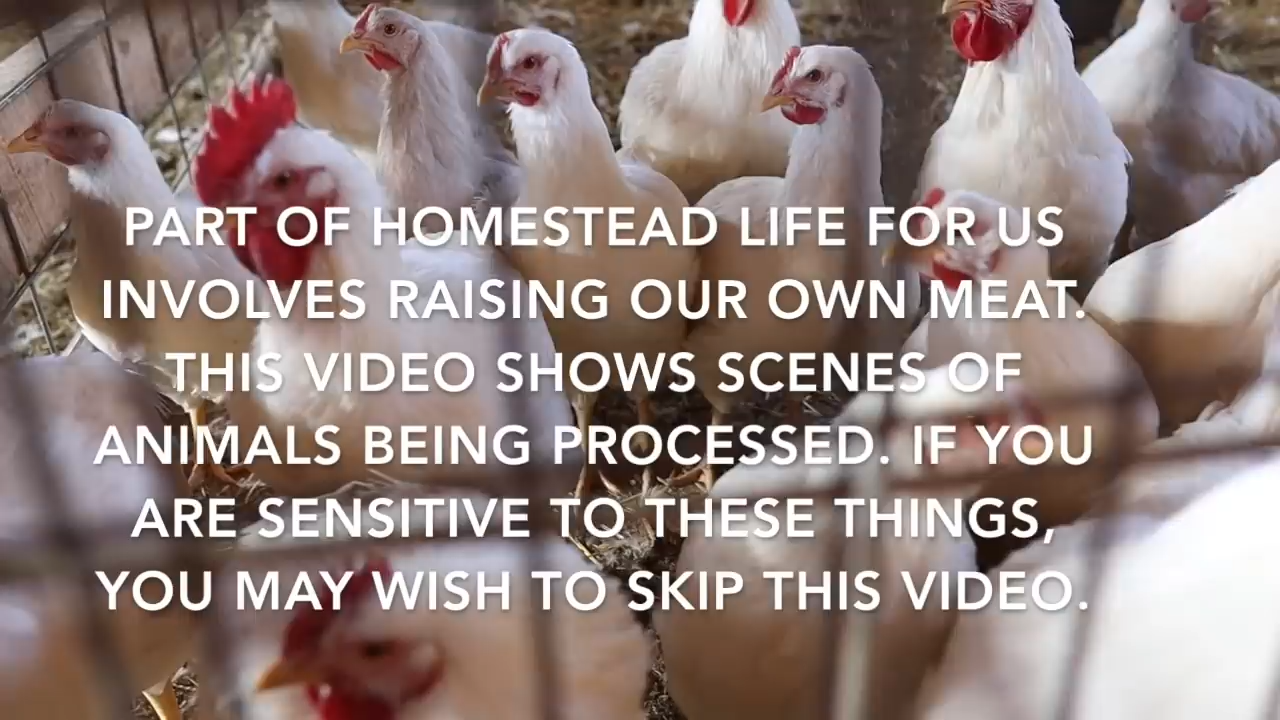 PART OF HOMESTEAD LIFE FOR US
INVOLVES RAISING OUR OWN MEAT.
THIS VIDEO SHOWS SCENES OF
ANIMALS BEING PROCESSED. IF YOU
ARE SENSITIVE TO THESE THINGS,
YOU MAY WISH TO SKIP THIS VIDEO.